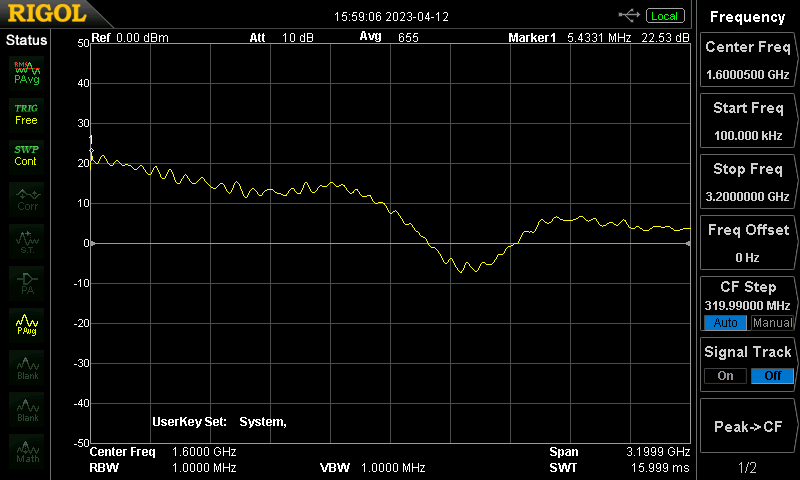 RIGOL
15:59:06 2023-04-12
Local
Frequency
Status
Ref 0.00 dBm Att 10 dB Avg 655 Marker1 5.4331 MHz 22.53 dB
RMS
PAvg
TRIG
Free
SWP
Cont
Corr
S.T.
PA
PAvg
Blank
Blank
Math
50
40
30
20
10
0
-10
-20
-30
-40
-50
1
UserKey Set: System,
Center Freq 1.6000 GHz Span 3.1999 GHz
RBW 1.0000 MHz VBW 1.0000 MHz SWT 15.999 ms
Center Freq
1.6000500 GHz
Start Freq
100.000 kHz
Stop Freq
3.2000000 GHz
Freq Offset
0 Hz
CF Step
319.99000 MHz
Auto Manual
Signal Track
On Off
Peak->CF
1/2